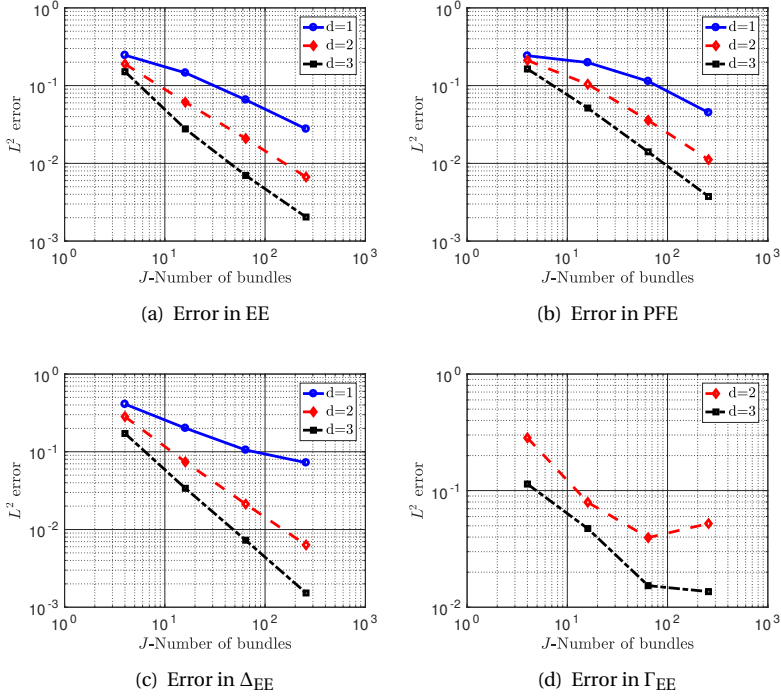 10^0
10^-1
10^-2
10^-3
L^2 error
10^0 10^1 10^2 10^3
J-Number of bundles
d=1
d=2
d=3
(a) Error in EE
10^0
10^-1
10^-2
10^-3
L^2 error
10^0 10^1 10^2 10^3
J-Number of bundles
d=1
d=2
d=3
(b) Error in PFE
10^0
10^-1
10^-2
10^-3
L^2 error
10^0 10^1 10^2 10^3
J-Number of bundles
d=1
d=2
d=3
(c) Error in Δ_EE
10^0
10^-1
10^-2
L^2 error
10^0 10^1 10^2 10^3
J-Number of bundles
d=2
d=3
(d) Error in Γ_EE